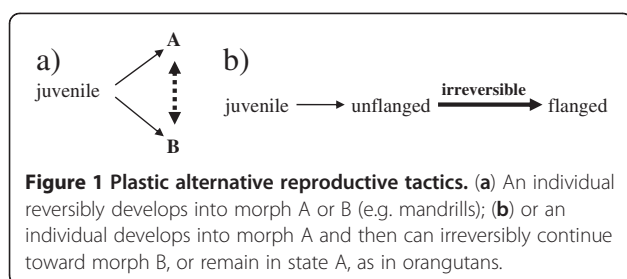 a)
juvenile
A
B
b)
juvenile
unflanged
irreversible
flanged
Figure 1 Plastic alternative reproductive tactics. (a) An individual
reversibly develops into morph A or B (e.g. mandrills); (b) or an
individual develops into morph A and then can irreversibly continue
toward morph B, or remain in state A, as in orangutans.